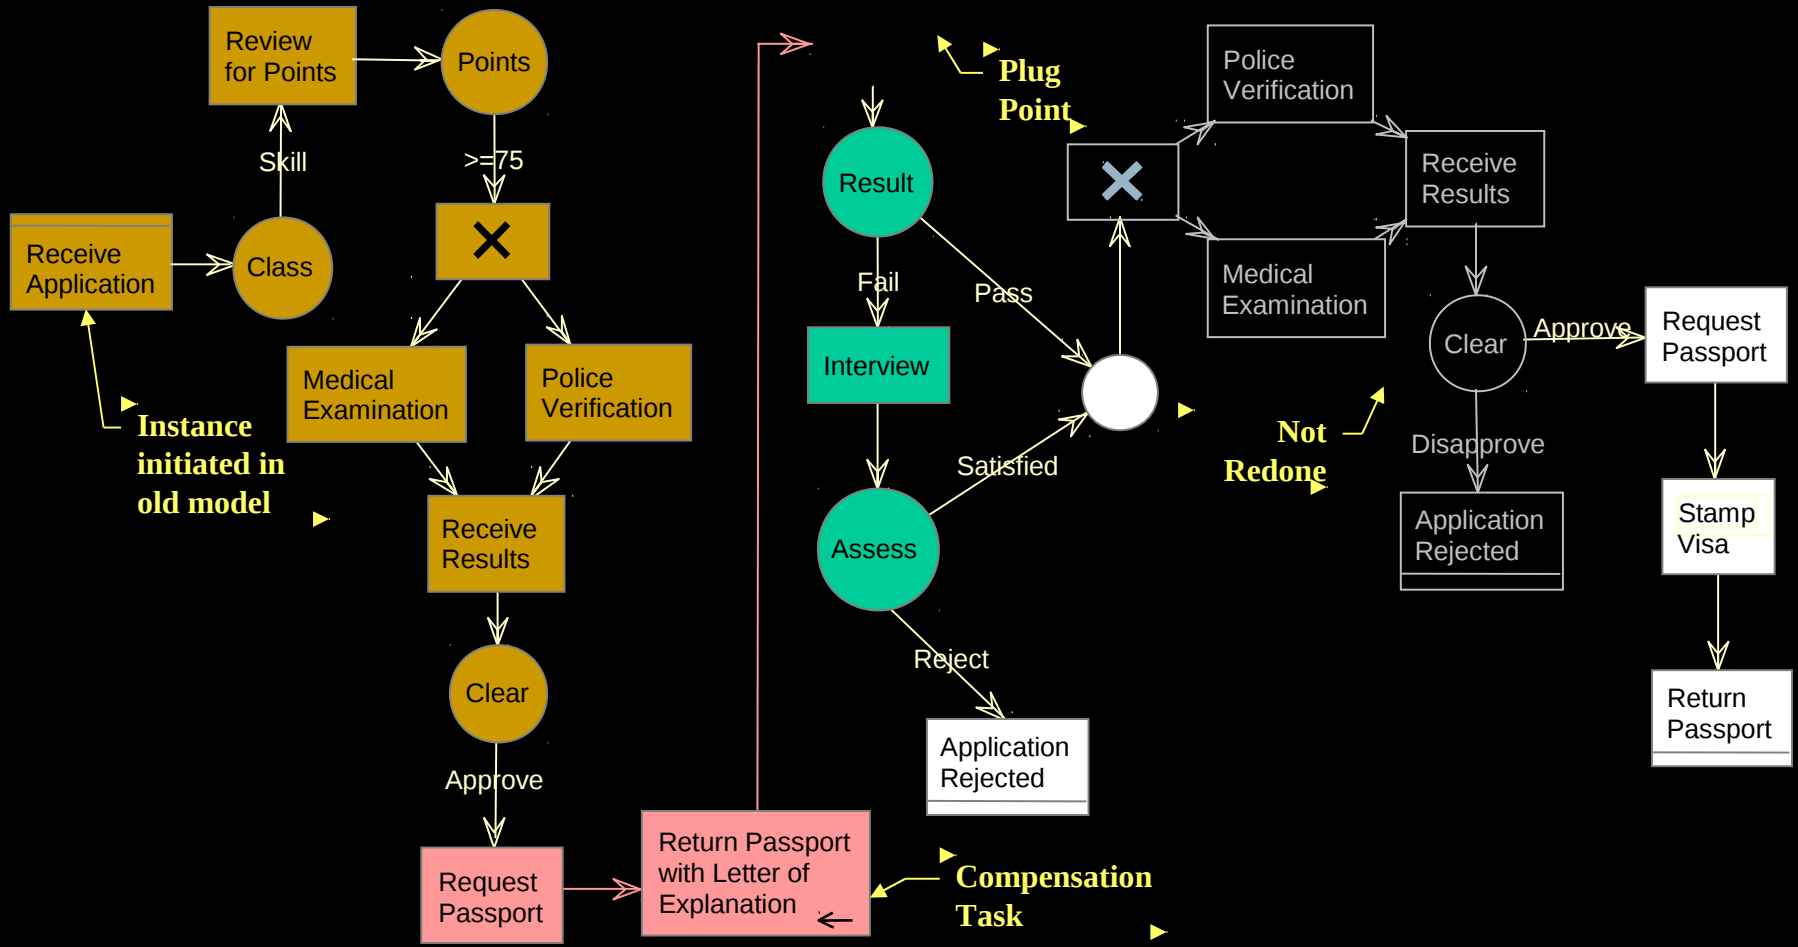 Review
for Points
Points
Skill
>=75
Receive
Application
Class
Medical
Examination
Police
Verification
Instance
initiated in
old model
Receive
Results
Clear
Approve
Request
Passport
Return Passport
with Letter of
Explanation
Compensation
Task
Plug
Point
Result
Fail
Pass
Interview
Satisfied
Assess
Reject
Application
Rejected
Police
Verification
Receive
Results
Medical
Examination
Clear
Approve
Not
Redone
Disapprove
Application
Rejected
Request
Passport
Stamp
Visa
Return
Passport